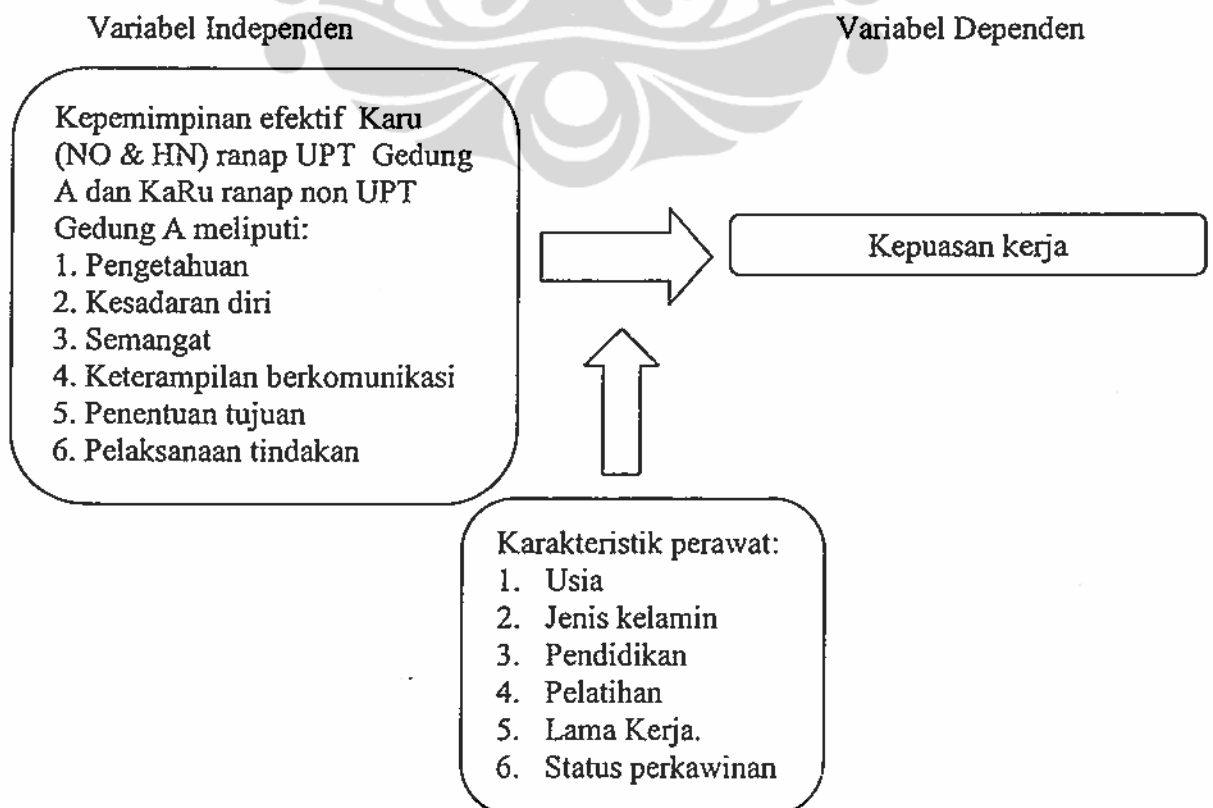 Variabel Independen
Variabel Dependen
Kepemimpinan efektif Karu
(NO & HN) ranap UPT Gedung
A dan KaRu ranap non UPT
Gedung A meliputi:
1. Pengetahuan
2. Kesadaran diri
3. Semangat
4. Keterampilan berkomunikasi
5. Penentuan tujuan
6. Pelaksanaan tindakan
Kepuasan kerja
Karakteristik perawat:
1. Usia
2. Jenis kelamin
3. Pendidikan
4. Pelatihan
5. Lama Kerja.
6. Status perkawinan